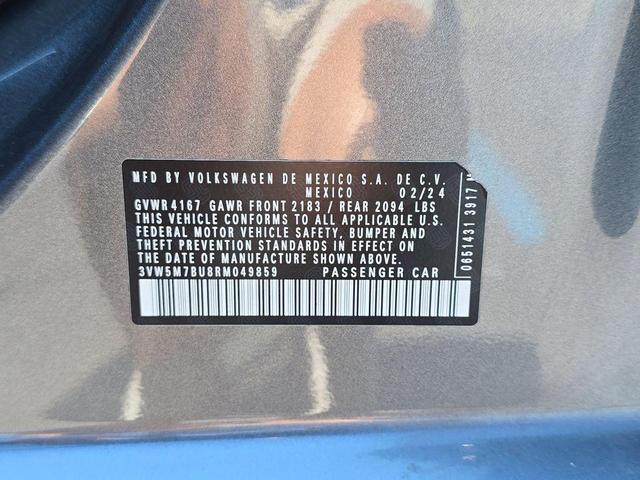 MFD BY VOLKSWAGEN DE MEXICO S.A. DE C.V.
MEXICO 02/24
GVWR 4167 GAWR FRONT 2183 / REAR 2094 LBS
THIS VEHICLE CONFORMS TO ALL APPLICABLE U.S.
FEDERAL MOTOR VEHICLE SAFETY, BUMPER AND
THEFT PREVENTION STANDARDS IN EFFECT ON
THE DATE OF MANUFACTURE SHOWN ABOVE
3VW5M7BU8RM049859 PASSENGER CAR
0651431 3917